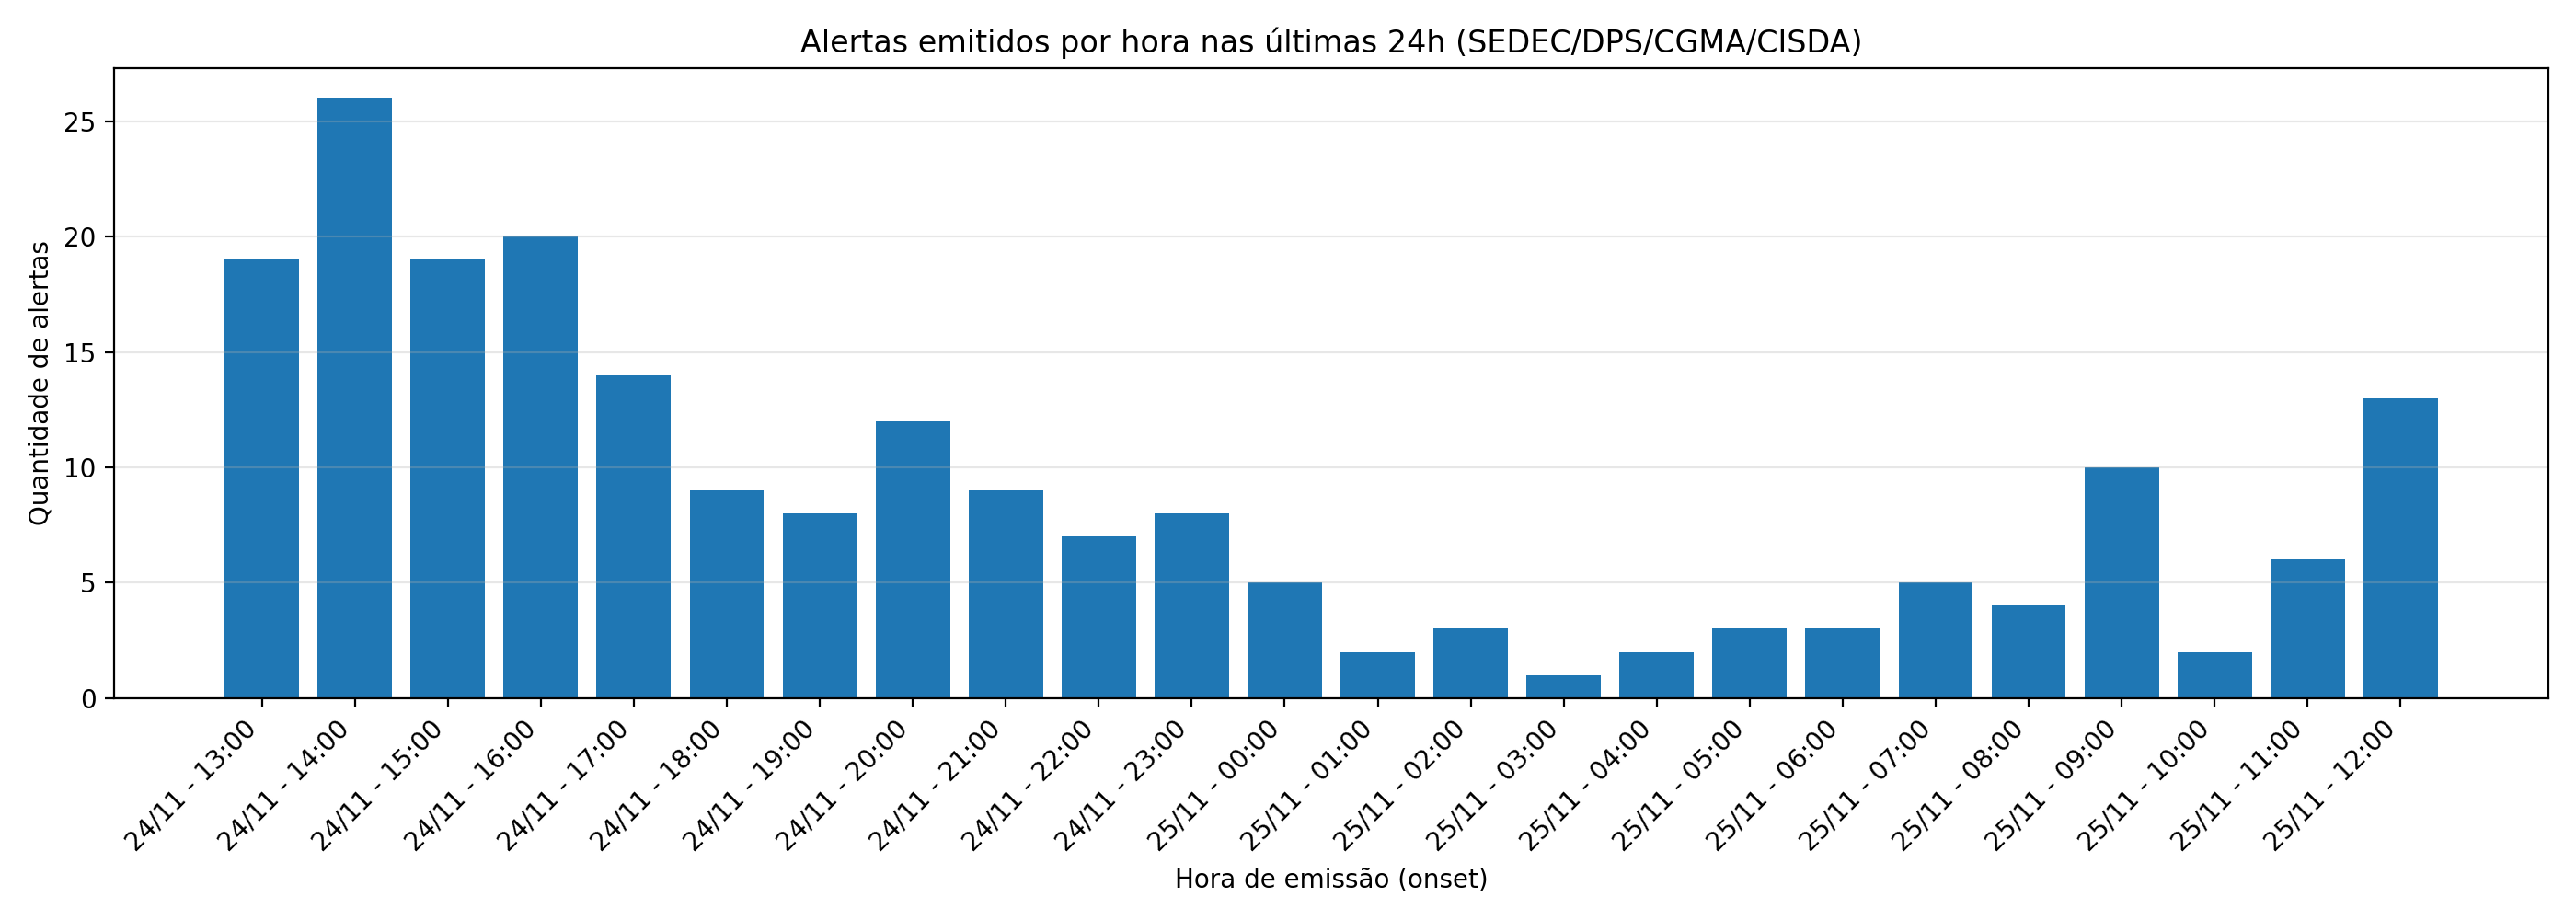 Alertas emitidos por hora nas últimas 24h (SEDEC/DPS/CGMA/CISDA)
Quantidade de alertas
25
20
15
10
5
0
24/11 - 13:00
24/11 - 14:00
24/11 - 15:00
24/11 - 16:00
24/11 - 17:00
24/11 - 18:00
24/11 - 19:00
24/11 - 20:00
24/11 - 21:00
24/11 - 22:00
24/11 - 23:00
25/11 - 00:00
25/11 - 01:00
25/11 - 02:00
25/11 - 03:00
25/11 - 04:00
25/11 - 05:00
25/11 - 06:00
25/11 - 07:00
25/11 - 08:00
25/11 - 09:00
25/11 - 10:00
25/11 - 11:00
25/11 - 12:00
Hora de emissão (onset)